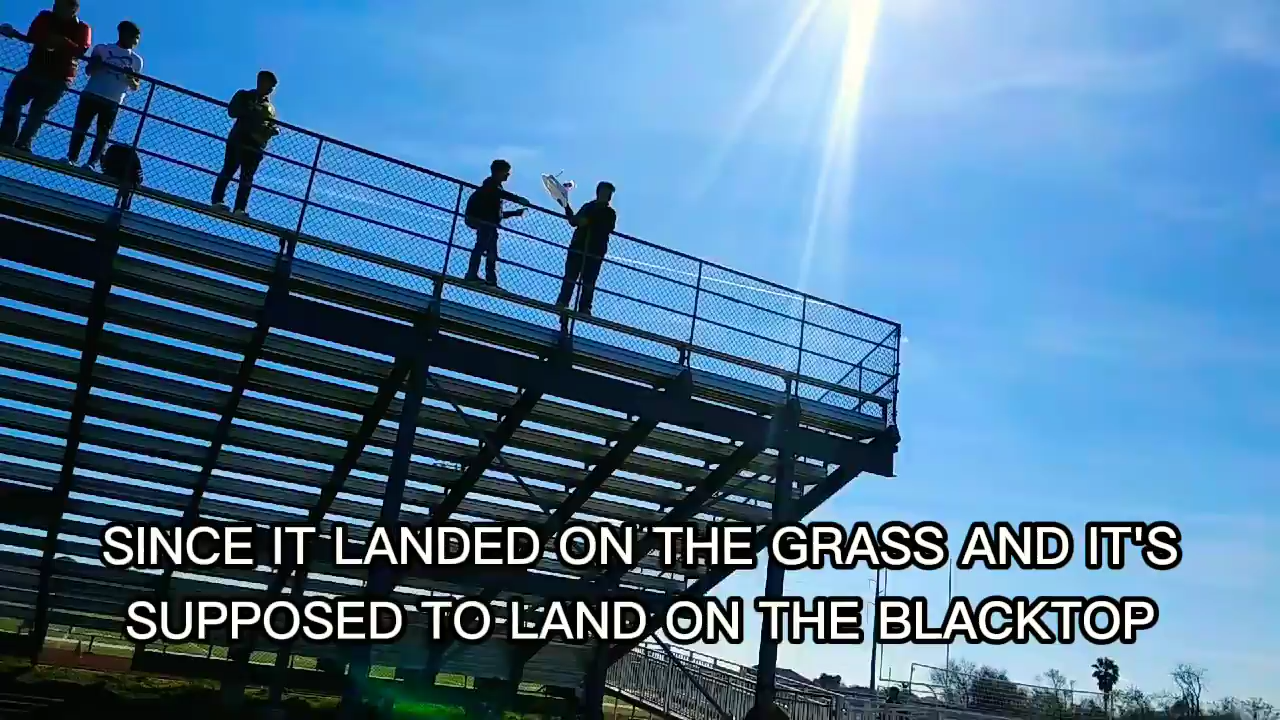 SINCE IT LANDED ON THE GRASS AND IT'S
SUPPOSED TO LAND ON THE BLACKTOP